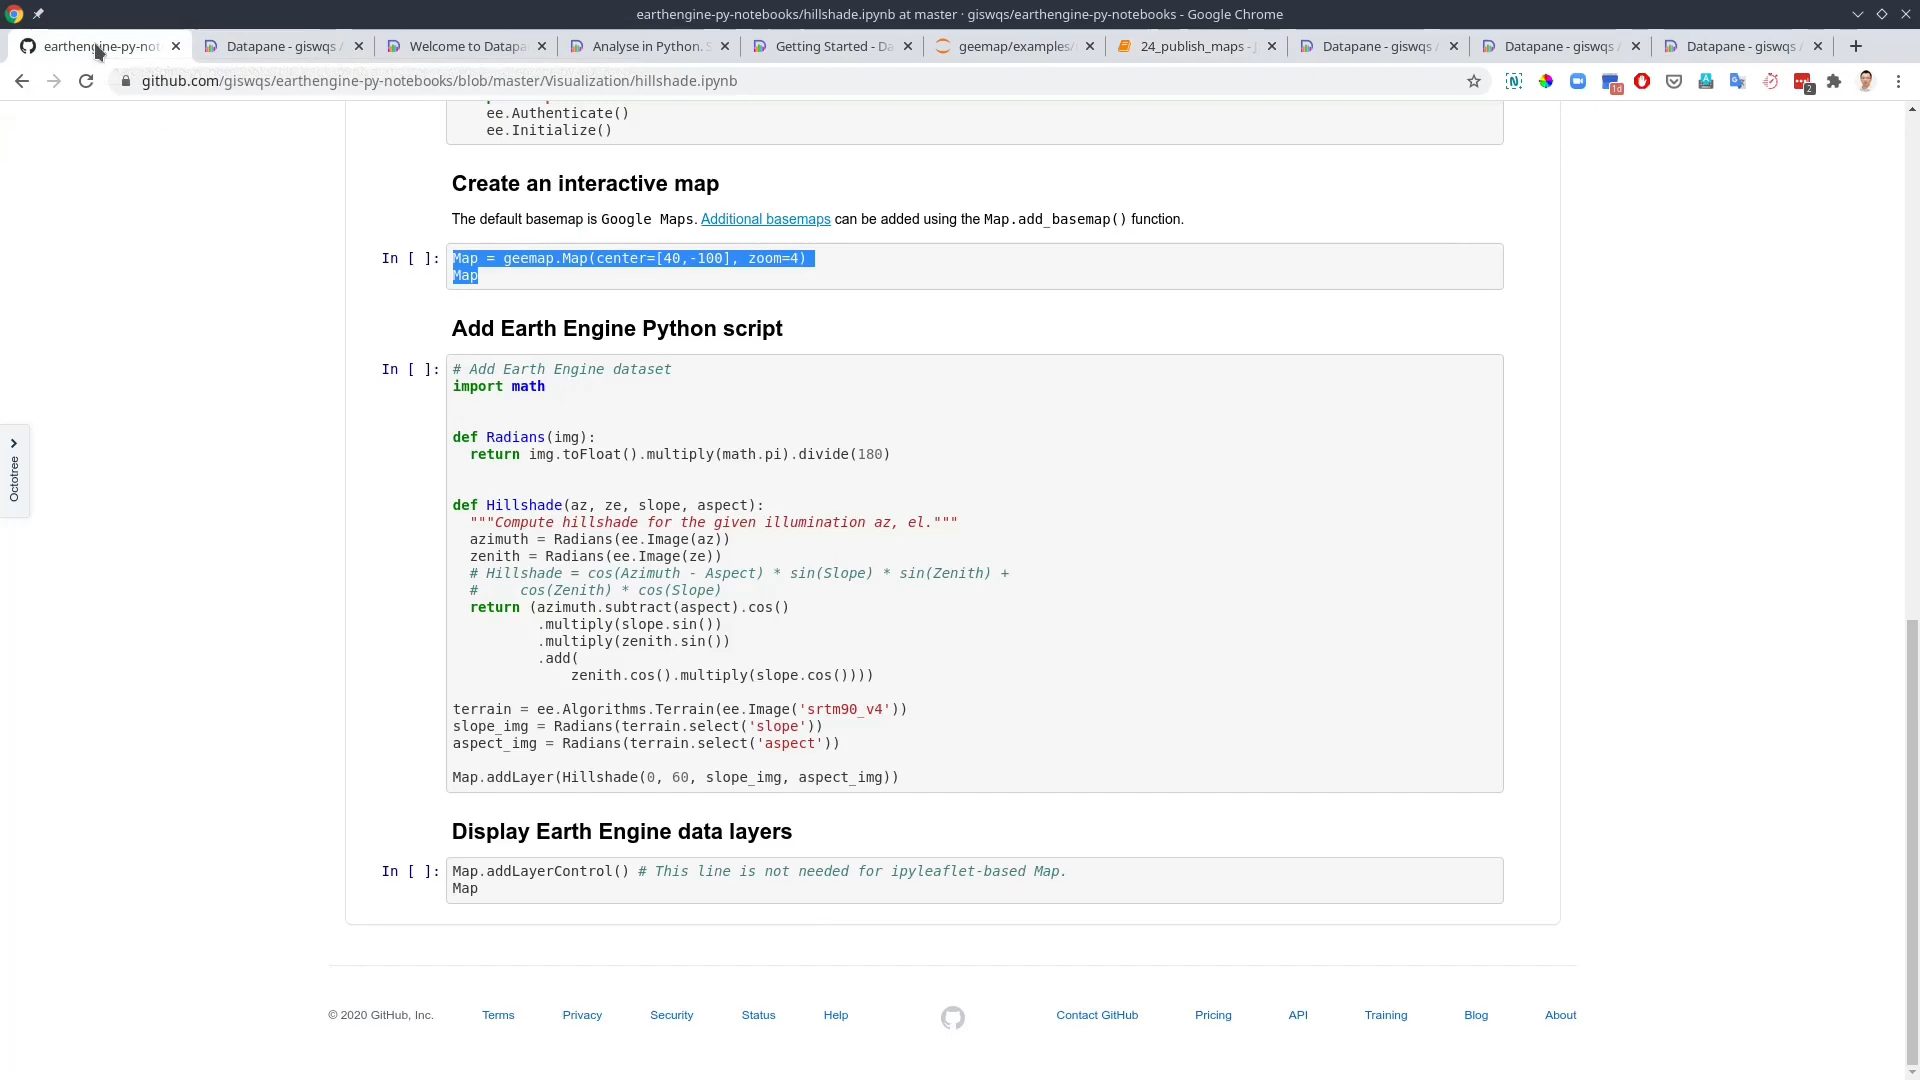 earthengine-py-notebooks/hillshade.ipynb at master · giswqs/earthengine-py-notebooks - Google Chrome
earthengine-py-not
Datapane - giswqs /
Welcome to Datapa
Analyse in Python. S
Getting Started - Da
geemap/examples/
24_publish_maps - J
Datapane - giswqs /
Datapane - giswqs /
Datapane - giswqs /
github.com/giswqs/earthengine-py-notebooks/blob/master/Visualization/hillshade.ipynb
1d
2
ee.Authenticate()
ee.Initialize()
Create an interactive map
The default basemap is Google Maps. Additional basemaps can be added using the Map.add_basemap() function.
In [ ]: Map = geemap.Map(center=[40,-100], zoom=4)
Map
Add Earth Engine Python script
In [ ]: # Add Earth Engine dataset
import math
def Radians(img):
return img.toFloat().multiply(math.pi).divide(180)
Octotree
def Hillshade(az, ze, slope, aspect):
"""Compute hillshade for the given illumination az, el."""
azimuth = Radians(ee.Image(az))
zenith = Radians(ee.Image(ze))
# Hillshade = cos(Azimuth - Aspect) * sin(Slope) * sin(Zenith) +
# cos(Zenith) * cos(Slope)
return (azimuth.subtract(aspect).cos()
.multiply(slope.sin())
.multiply(zenith.sin())
.add(
zenith.cos().multiply(slope.cos())))
terrain = ee.Algorithms.Terrain(ee.Image('srtm90_v4'))
slope_img = Radians(terrain.select('slope'))
aspect_img = Radians(terrain.select('aspect'))
Map.addLayer(Hillshade(0, 60, slope_img, aspect_img))
Display Earth Engine data layers
In [ ]: Map.addLayerControl() # This line is not needed for ipyleaflet-based Map.
Map
© 2020 GitHub, Inc. Terms Privacy Security Status Help Contact GitHub Pricing API Training Blog About